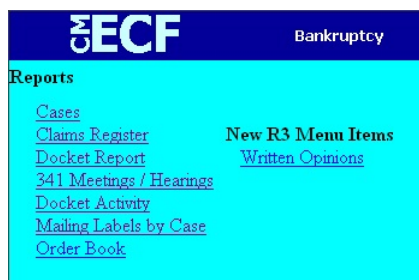 CM ECF Bankruptcy
Reports
Cases
Claims Register New R3 Menu Items
Docket Report Written Opinions
341 Meetings / Hearings
Docket Activity
Mailing Labels by Case
Order Book